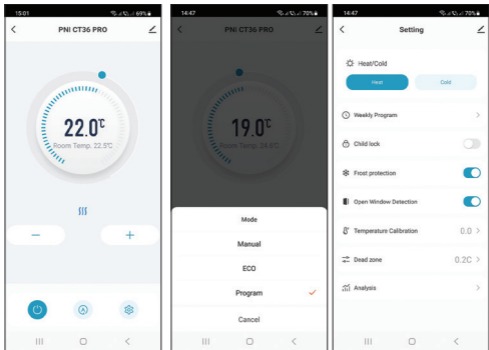 15:01
69%
PNI CT36 PRO
22.0℃
Room Temp. 22.5℃
−
+
A
14:47
70%
PNI CT36 PRO
19.0℃
Room Temp. 24.6℃
Mode
Manual
ECO
Program
Cancel
14:47
70%
Setting
Heat/Cold
Heat
Cold
Weekly Program
Child lock
Frost protection
Open Window Detection
Temperature Calibration
0.0
Dead zone
0.2C
Analysis